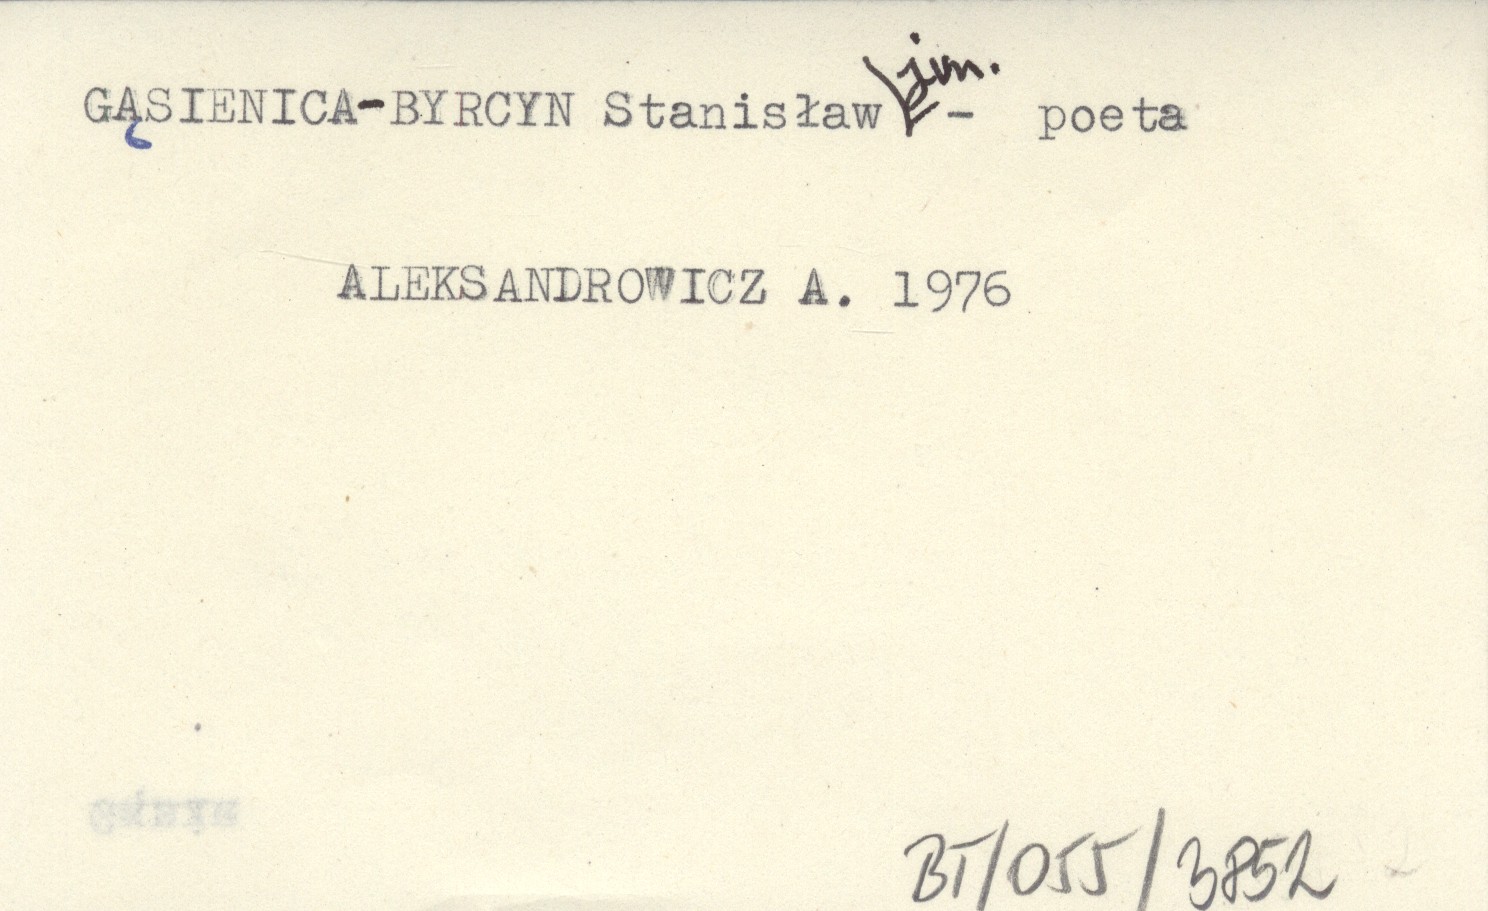 GĄSIENICA-BYRCYN Stanisław jun. - poeta
ALEKSANDROWICZ A. 1976
BT/055/3852